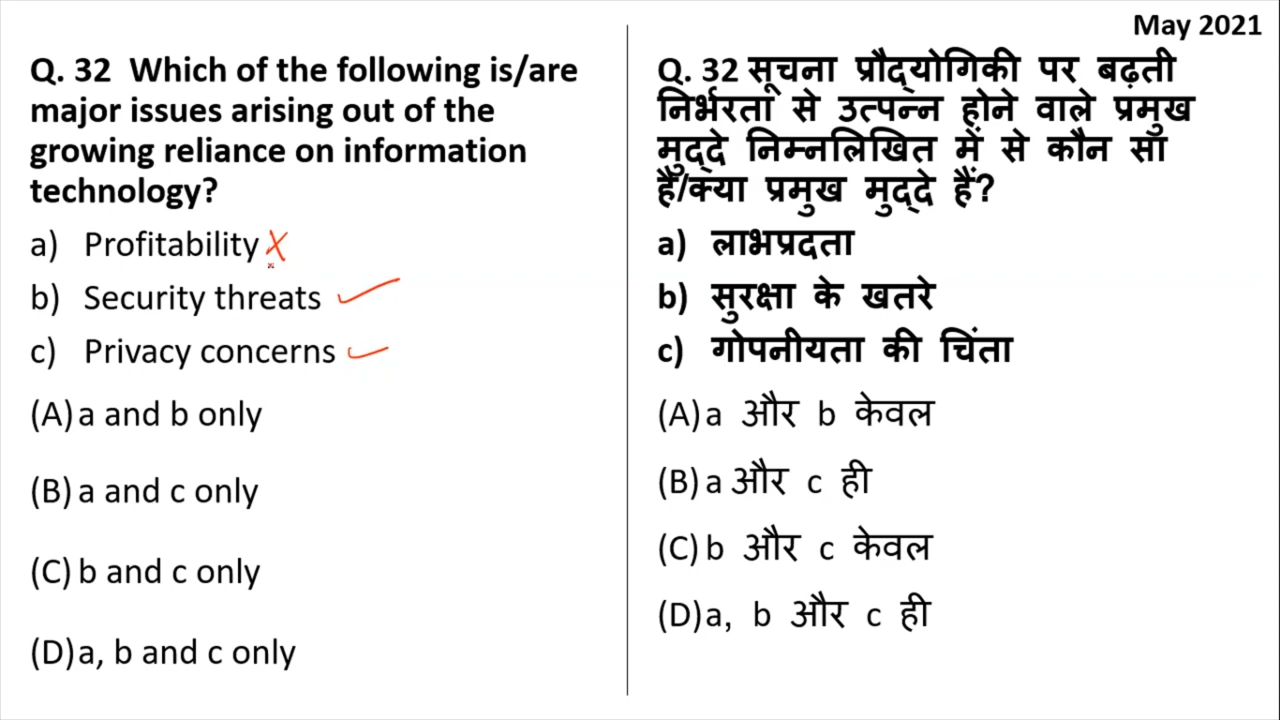 May 2021
Q. 32 Which of the following is/are
major issues arising out of the
growing reliance on information
technology?
a) Profitability
b) Security threats
c) Privacy concerns
(A) a and b only
(B) a and c only
(C) b and c only
(D) a, b and c only
Q. 32 सूचना प्रौद्योगिकी पर बढ़ती
निर्भरता से उत्पन्न होने वाले प्रमुख
मुद्दे निम्नलिखित में से कौन सा
है/क्या प्रमुख मुद्दे हैं?
a) लाभप्रदता
b) सुरक्षा के खतरे
c) गोपनीयता की चिंता
(A) a और b केवल
(B) a और c ही
(C) b और c केवल
(D) a, b और c ही